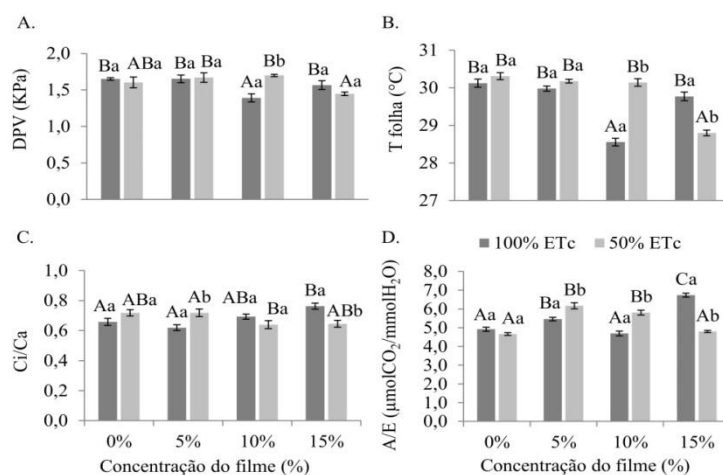 A.
DPV (KPa)
2,0
1,5
1,0
0,5
0,0
Ba ABa Ba Ba Aa Bb Ba Aa
B.
T folha (°C)
31
30
29
28
27
Ba Ba Ba Ba Aa Bb Ba Ab
C.
Ci/Ca
1,0
0,8
0,6
0,4
0,2
0,0
Aa ABa Aa Ab ABa Ba Ba ABb
0% 5% 10% 15%
Concentração do filme (%)
D.
100% ETc 50% ETc
A/E (µmolCO2/mmolH2O)
8,0
7,0
6,0
5,0
4,0
3,0
2,0
1,0
0,0
Aa Aa Ba Bb Aa Bb Ca Ab
0% 5% 10% 15%
Concentração do filme (%)